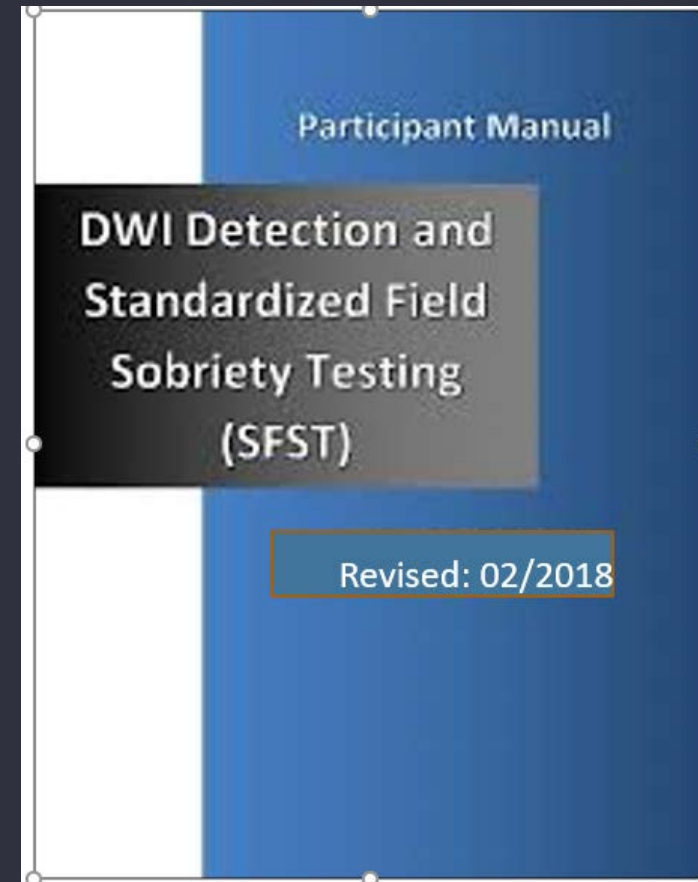 Participant Manual
DWI Detection and
Standardized Field
Sobriety Testing
(SFST)
Revised: 02/2018